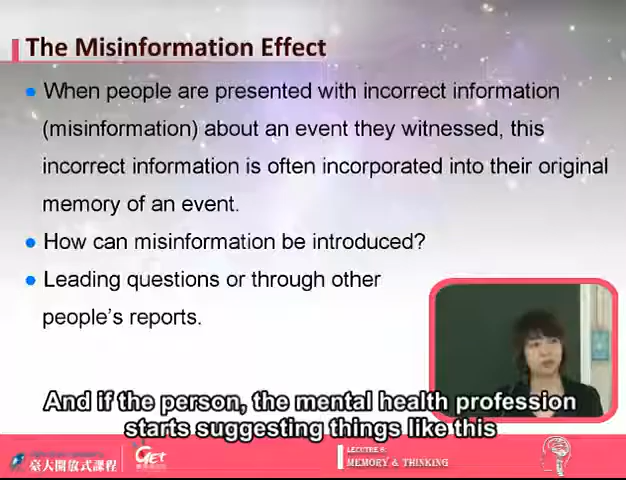 The Misinformation Effect
When people are presented with incorrect information
(misinformation) about an event they witnessed, this
incorrect information is often incorporated into their original
memory of an event.
How can misinformation be introduced?
Leading questions or through other
people's reports.
And if the person, the mental health profession
starts suggesting things like this
臺大開放式課程
GET
LECUTRE 8:
MEMORY & THINKING